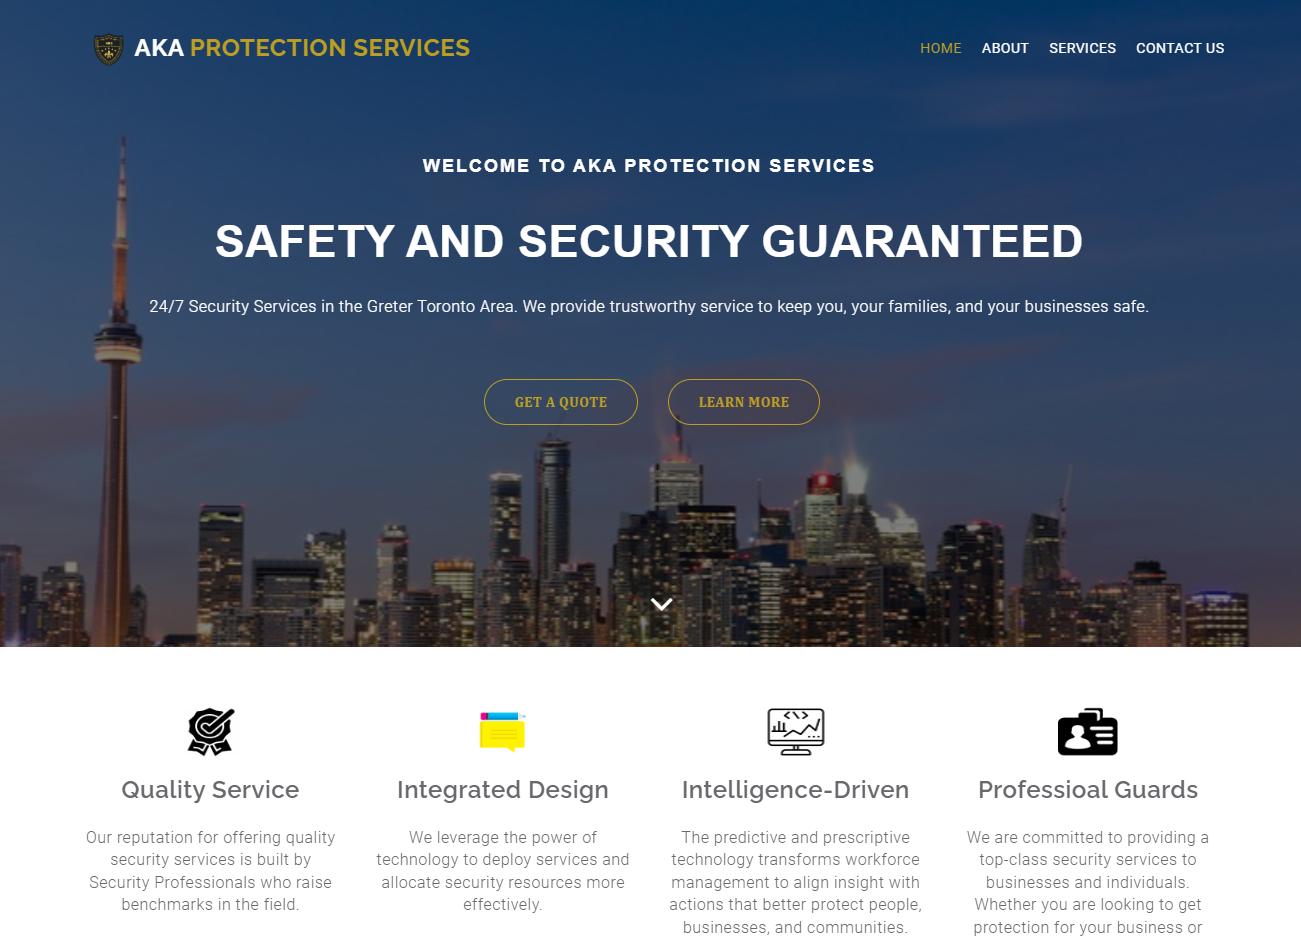 AKA PROTECTION SERVICES
HOME
ABOUT
SERVICES
CONTACT US
WELCOME TO AKA PROTECTION SERVICES
SAFETY AND SECURITY GUARANTEED
24/7 Security Services in the Greter Toronto Area. We provide trustworthy service to keep you, your families, and your businesses safe.
GET A QUOTE
LEARN MORE
Quality Service
Our reputation for offering quality
security services is built by
Security Professionals who raise
benchmarks in the field.
Integrated Design
We leverage the power of
technology to deploy services and
allocate security resources more
effectively.
Intelligence-Driven
The predictive and prescriptive
technology transforms workforce
management to align insight with
actions that better protect people,
businesses, and communities.
Professioal Guards
We are committed to providing a
top-class security services to
businesses and individuals.
Whether you are looking to get
protection for your business or